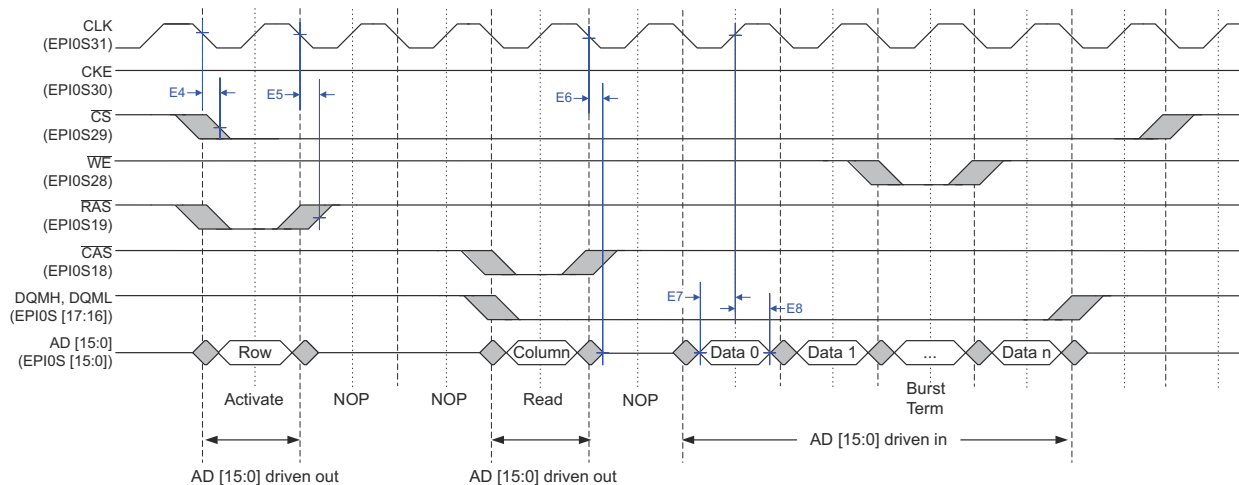 CLK
(EPI0S31)
CKE
(EPI0S30)
E4
E5
E6
CS
(EPI0S29)
WE
(EPI0S28)
RAS
(EPI0S19)
CAS
(EPI0S18)
DQMH, DQML
(EPI0S [17:16])
E7
E8
AD [15:0]
(EPI0S [15:0])
Row
Column
Data 0
Data 1
...
Data n
Activate
NOP
NOP
Read
NOP
Burst
Term
AD [15:0] driven in
AD [15:0] driven out
AD [15:0] driven out